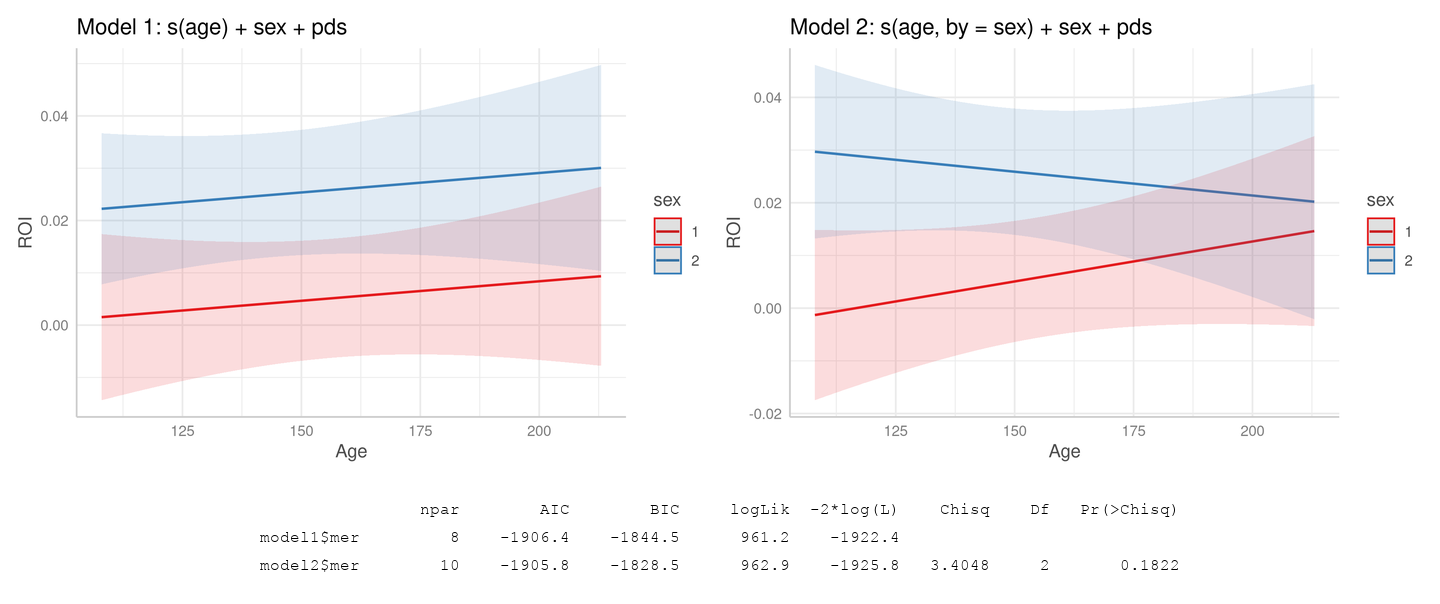 Model 1: s(age) + sex + pds
0.04
0.02
0.00
ROI
125 150 175 200
Age
sex
1
2
Model 2: s(age, by = sex) + sex + pds
0.04
0.02
0.00
-0.02
ROI
125 150 175 200
Age
sex
1
2
npar AIC BIC logLik -2*log(L) Chisq Df Pr(>Chisq)
model1$mer 8 -1906.4 -1844.5 961.2 -1922.4
model2$mer 10 -1905.8 -1828.5 962.9 -1925.8 3.4048 2 0.1822